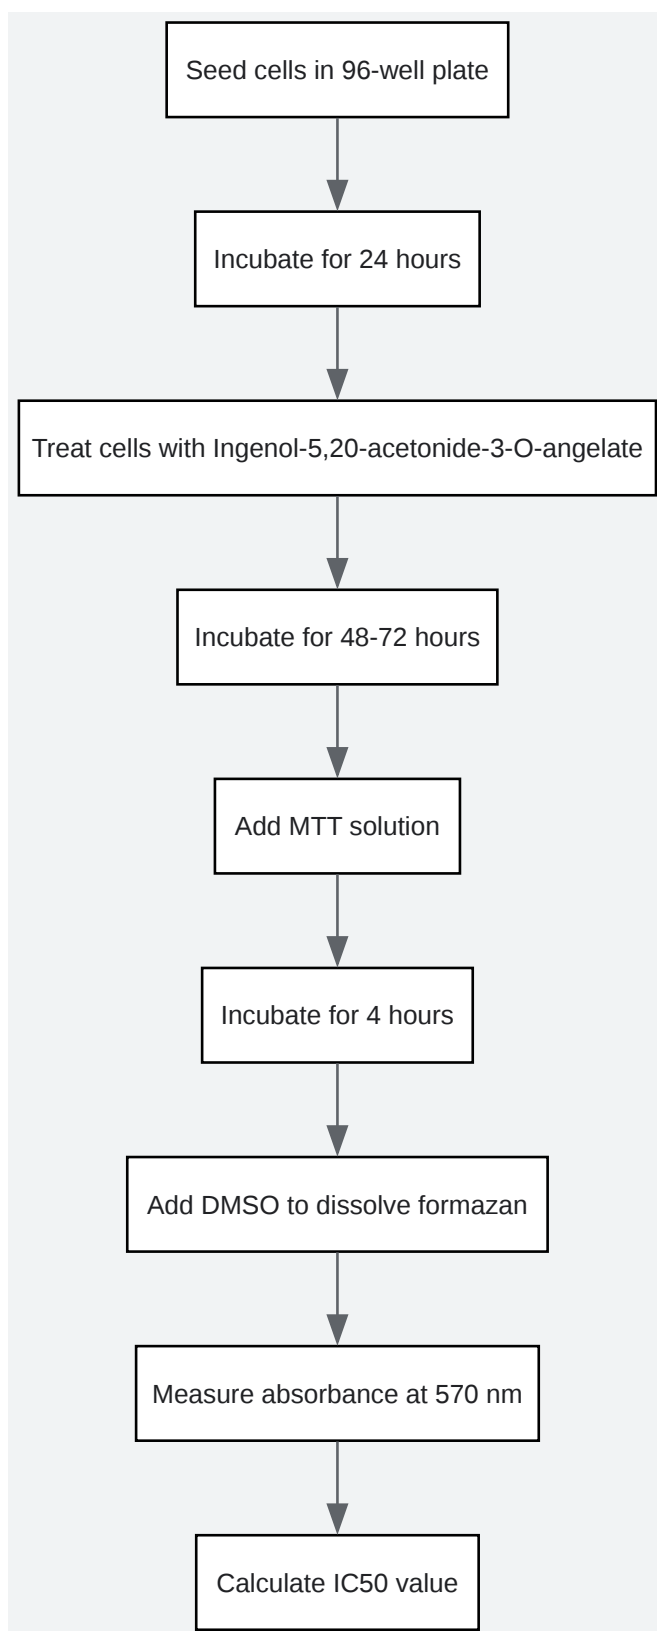 Seed cells in 96-well plate
Incubate for 24 hours
Treat cells with Ingenol-5,20-acetonide-3-O-angelate
Incubate for 48-72 hours
Add MTT solution
Incubate for 4 hours
Add DMSO to dissolve formazan
Measure absorbance at 570 nm
Calculate IC50 value